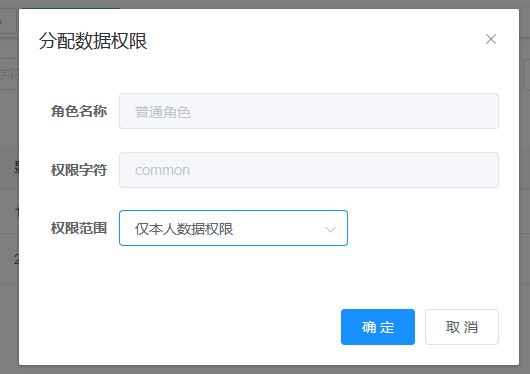 分配数据权限
角色名称
普通角色
权限字符
common
权限范围
仅本人数据权限
确 定
取 消